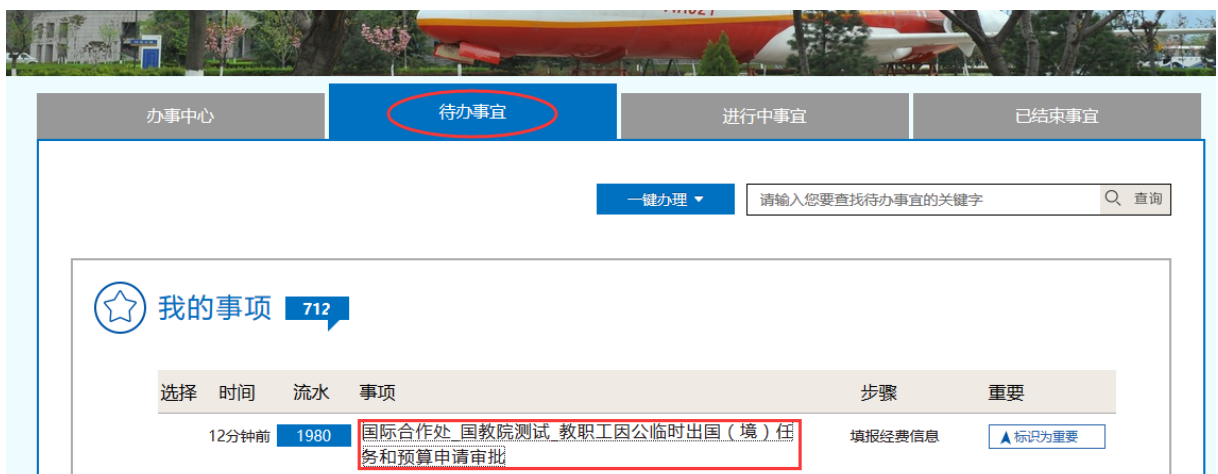 办事中心 待办事宜 进行中事宜 已结束事宜
一键办理 请输入您要查找待办事宜的关键字 查询
我的事项 712
选择 时间 流水 事项 步骤 重要
12分钟前 1980 国际合作处_国教院测试_教职工因公临时出国（境）任 填报经费信息 标识为重要
务和预算申请审批